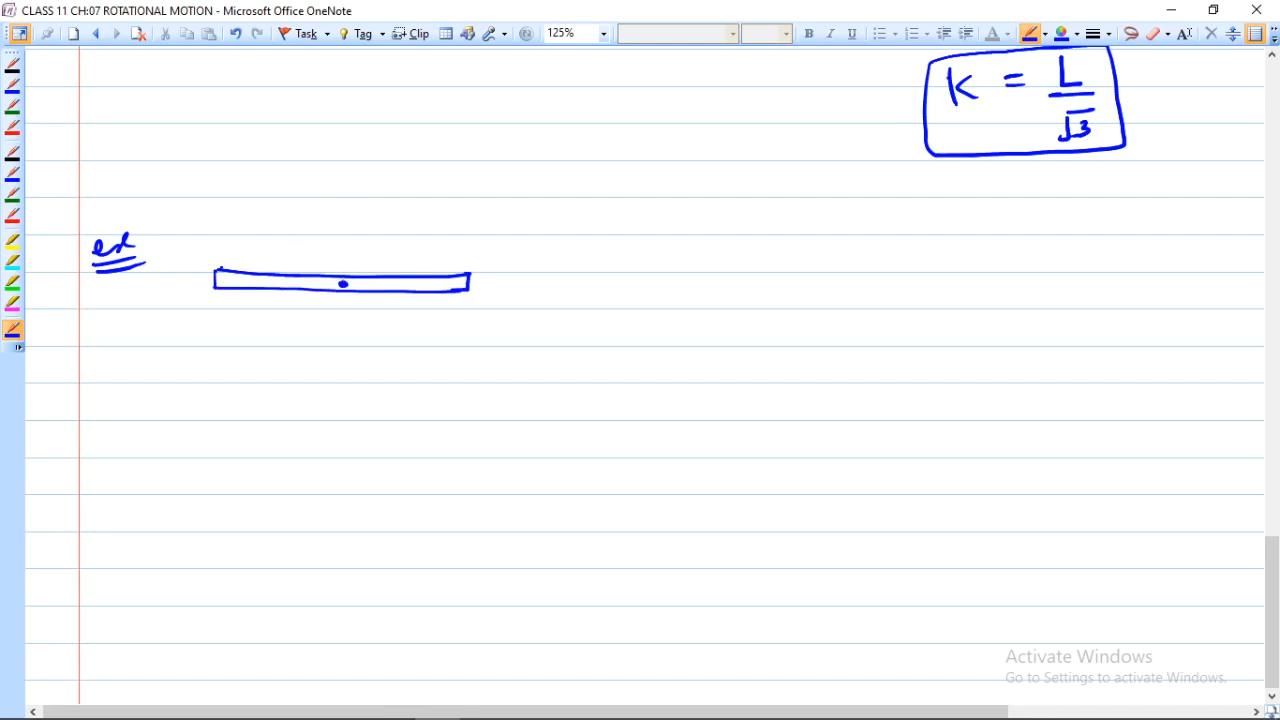 CLASS 11 CH:07 ROTATIONAL MOTION - Microsoft Office OneNote
Task Tag Clip 125% B I U A A
K = L
√3
ex
Activate Windows
Go to Settings to activate Windows.